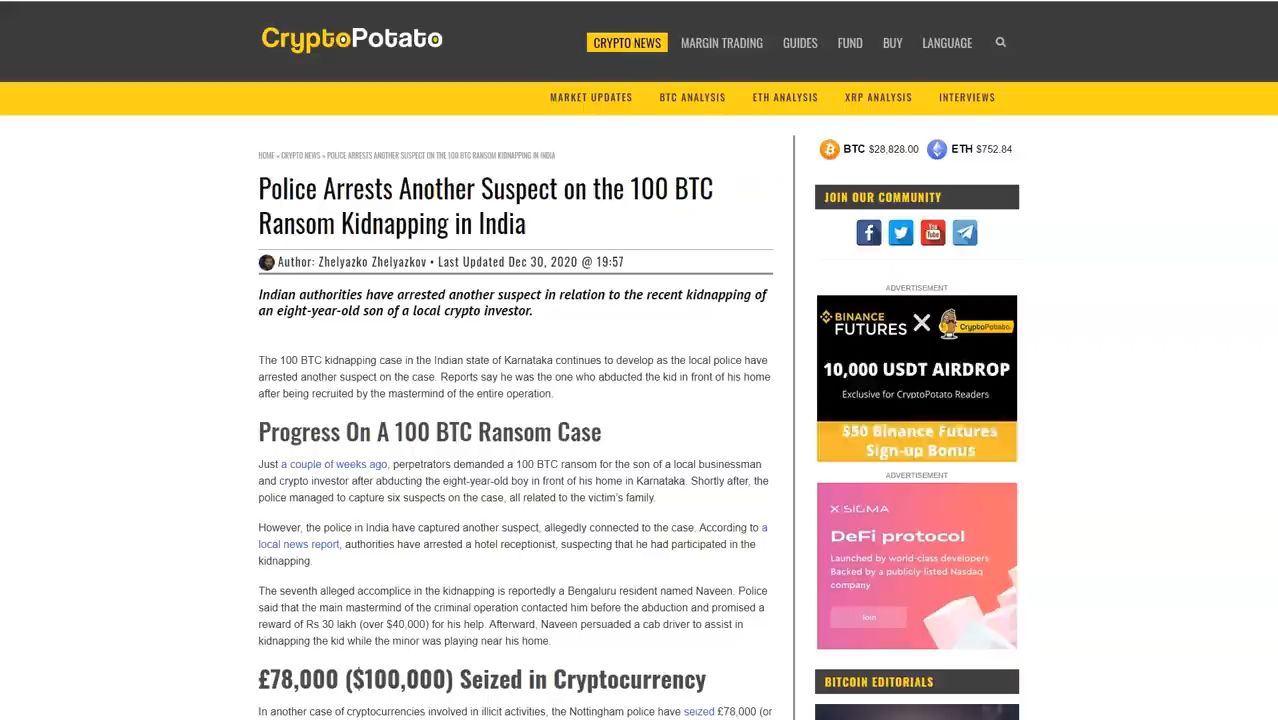 CryptoPotato
CRYPTO NEWS MARGIN TRADING GUIDES FUND BUY LANGUAGE
MARKET UPDATES BTC ANALYSIS ETH ANALYSIS XRP ANALYSIS INTERVIEWS
HOME » CRYPTO NEWS » POLICE ARRESTS ANOTHER SUSPECT ON THE 100 BTC RANSOM KIDNAPPING IN INDIA
Police Arrests Another Suspect on the 100 BTC
Ransom Kidnapping in India
Author: Zhelyazko Zhelyazkov • Last Updated Dec 30, 2020 @ 19:57
Indian authorities have arrested another suspect in relation to the recent kidnapping of
an eight-year-old son of a local crypto investor.
The 100 BTC kidnapping case in the Indian state of Karnataka continues to develop as the local police have
arrested another suspect on the case. Reports say he was the one who abducted the kid in front of his home
after being recruited by the mastermind of the entire operation.
Progress On A 100 BTC Ransom Case
Just a couple of weeks ago, perpetrators demanded a 100 BTC ransom for the son of a local businessman
and crypto investor after abducting the eight-year-old boy in front of his home in Karnataka. Shortly after, the
police managed to capture six suspects on the case, all related to the victim's family.
However, the police in India have captured another suspect, allegedly connected to the case. According to a
local news report, authorities have arrested a hotel receptionist, suspecting that he had participated in the
kidnapping.
The seventh alleged accomplice in the kidnapping is reportedly a Bengaluru resident named Naveen. Police
said that the main mastermind of the criminal operation contacted him before the abduction and promised a
reward of Rs 30 lakh (over $40,000) for his help. Afterward, Naveen persuaded a cab driver to assist in
kidnapping the kid while the minor was playing near his home.
£78,000 ($100,000) Seized in Cryptocurrency
In another case of cryptocurrencies involved in illicit activities, the Nottingham police have seized £78,000 (or
BTC $28,828.00 ETH $752.84
JOIN OUR COMMUNITY
You
Tube
ADVERTISEMENT
BINANCE
FUTURES X CryptoPotato
10,000 USDT AIRDROP
Exclusive for CryptoPotato Readers
$50 Binance Futures
Sign-up Bonus
ADVERTISEMENT
X SIGMA
DeFi protocol
Launched by world-class developers
Backed by a publicly listed Nasdaq
company
Join
BITCOIN EDITORIALS